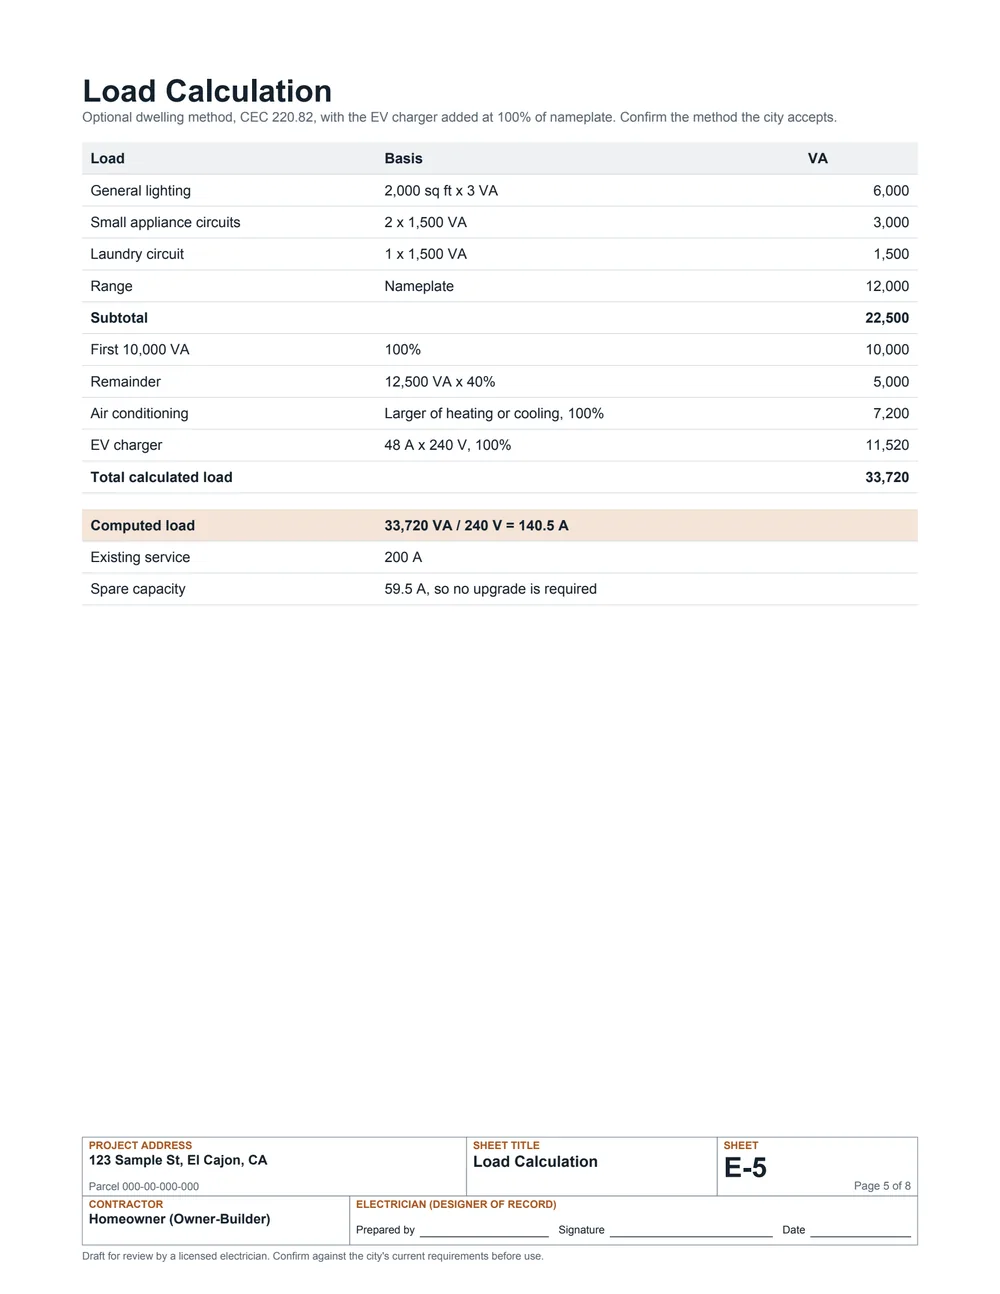 Load Calculation
Optional dwelling method, CEC 220.82, with the EV charger added at 100% of nameplate. Confirm the method the city accepts.
Load Basis VA
General lighting 2,000 sq ft x 3 VA 6,000
Small appliance circuits 2 x 1,500 VA 3,000
Laundry circuit 1 x 1,500 VA 1,500
Range Nameplate 12,000
Subtotal 22,500
First 10,000 VA 100% 10,000
Remainder 12,500 VA x 40% 5,000
Air conditioning Larger of heating or cooling, 100% 7,200
EV charger 48 A x 240 V, 100% 11,520
Total calculated load 33,720
Computed load 33,720 VA / 240 V = 140.5 A
Existing service 200 A
Spare capacity 59.5 A, so no upgrade is required
PROJECT ADDRESS
123 Sample St, El Cajon, CA
Parcel 000-00-000-000
SHEET TITLE
Load Calculation
SHEET
E-5
Page 5 of 8
CONTRACTOR
Homeowner (Owner-Builder)
ELECTRICIAN (DESIGNER OF RECORD)
Prepared by Signature Date
Draft for review by a licensed electrician. Confirm against the city's current requirements before use.